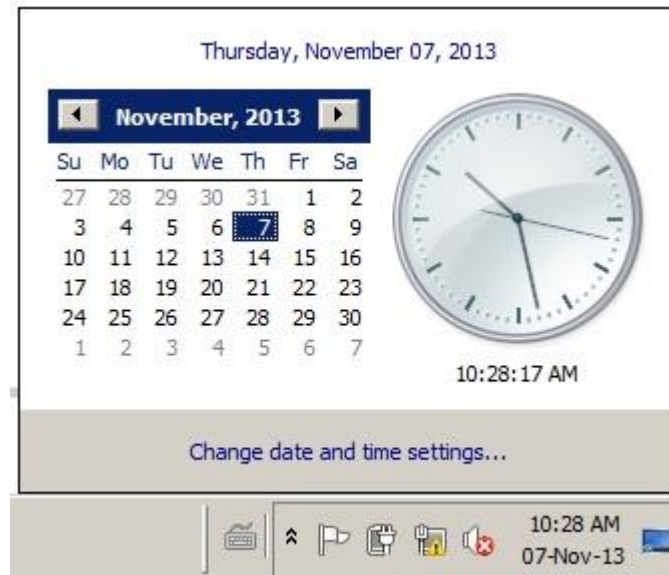 Thursday, November 07, 2013
November, 2013
Su Mo Tu We Th Fr Sa
27 28 29 30 31 1 2
3 4 5 6 7 8 9
10 11 12 13 14 15 16
17 18 19 20 21 22 23
24 25 26 27 28 29 30
1 2 3 4 5 6 7
10:28:17 AM
Change date and time settings...
10:28 AM
07-Nov-13